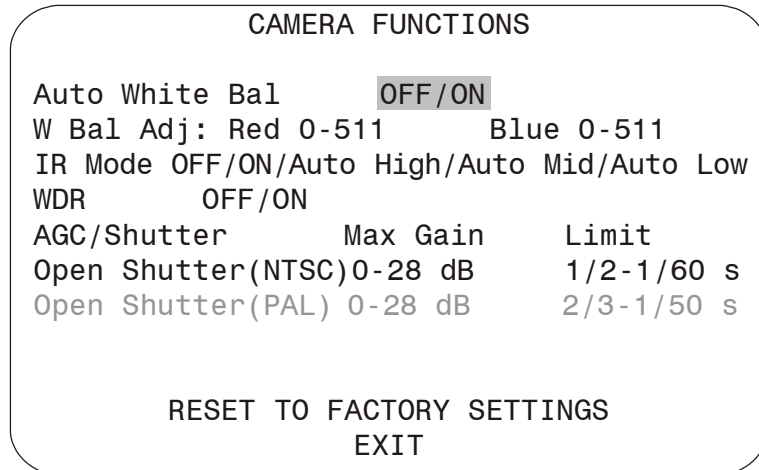 CAMERA FUNCTIONS
Auto White Bal OFF/ON
W Bal Adj: Red 0-511 Blue 0-511
IR Mode OFF/ON/Auto High/Auto Mid/Auto Low
WDR OFF/ON
AGC/Shutter Max Gain Limit
Open Shutter(NTSC)0-28 dB 1/2-1/60 s
Open Shutter(PAL) 0-28 dB 2/3-1/50 s
RESET TO FACTORY SETTINGS
EXIT